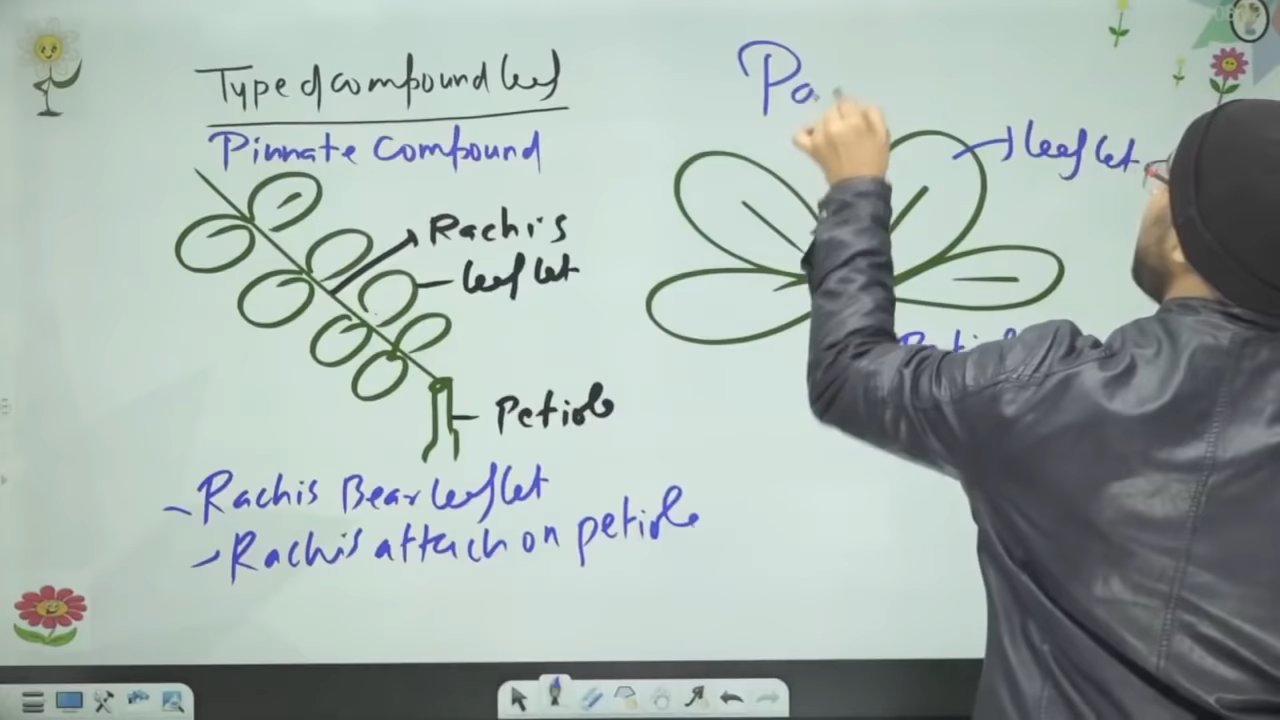 Type of compound leaf
Pinnate Compound
Rachis
leaflet
Petiole
- Rachis Bear leaflet
- Rachis attach on petiole
Pa
leaflet